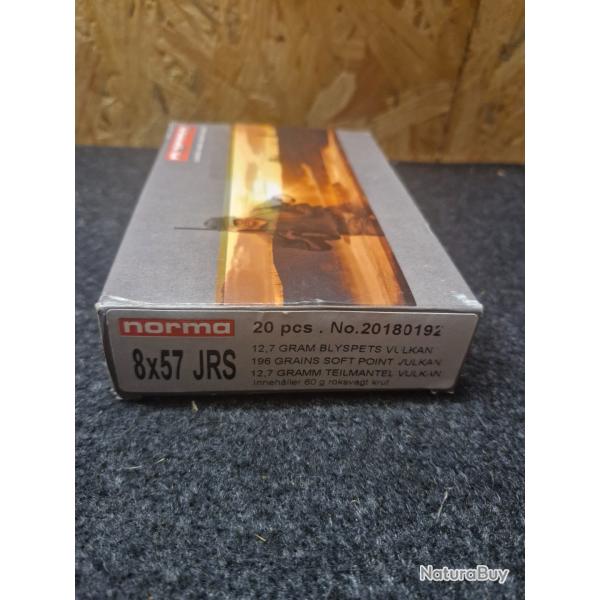 norma
norma
20 pcs . No.20180192
8x57 JRS
12,7 GRAM BLYSPETS VULKAN
196 GRAINS SOFT POINT VULKAN
12,7 GRAMM TEILMANTEL VULKAN
Innehåller 60 g röksvagt krut
NaturaBuy